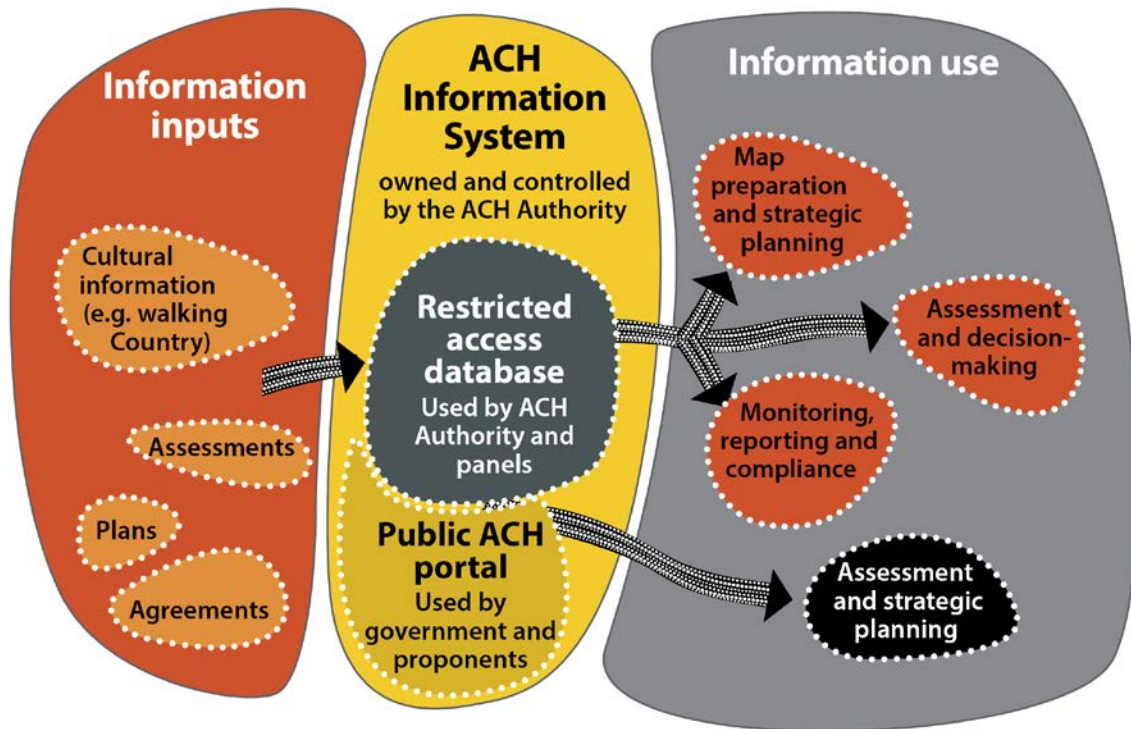 Information
inputs
Cultural
information
(e.g. walking
Country)
Assessments
Plans
Agreements
ACH
Information
System
owned and controlled
by the ACH Authority
Restricted
access
database
Used by ACH
Authority and
panels
Public ACH
portal
Used by
government and
proponents
Information use
Map
preparation
and strategic
planning
Assessment
and decision-
making
Monitoring,
reporting and
compliance
Assessment
and strategic
planning